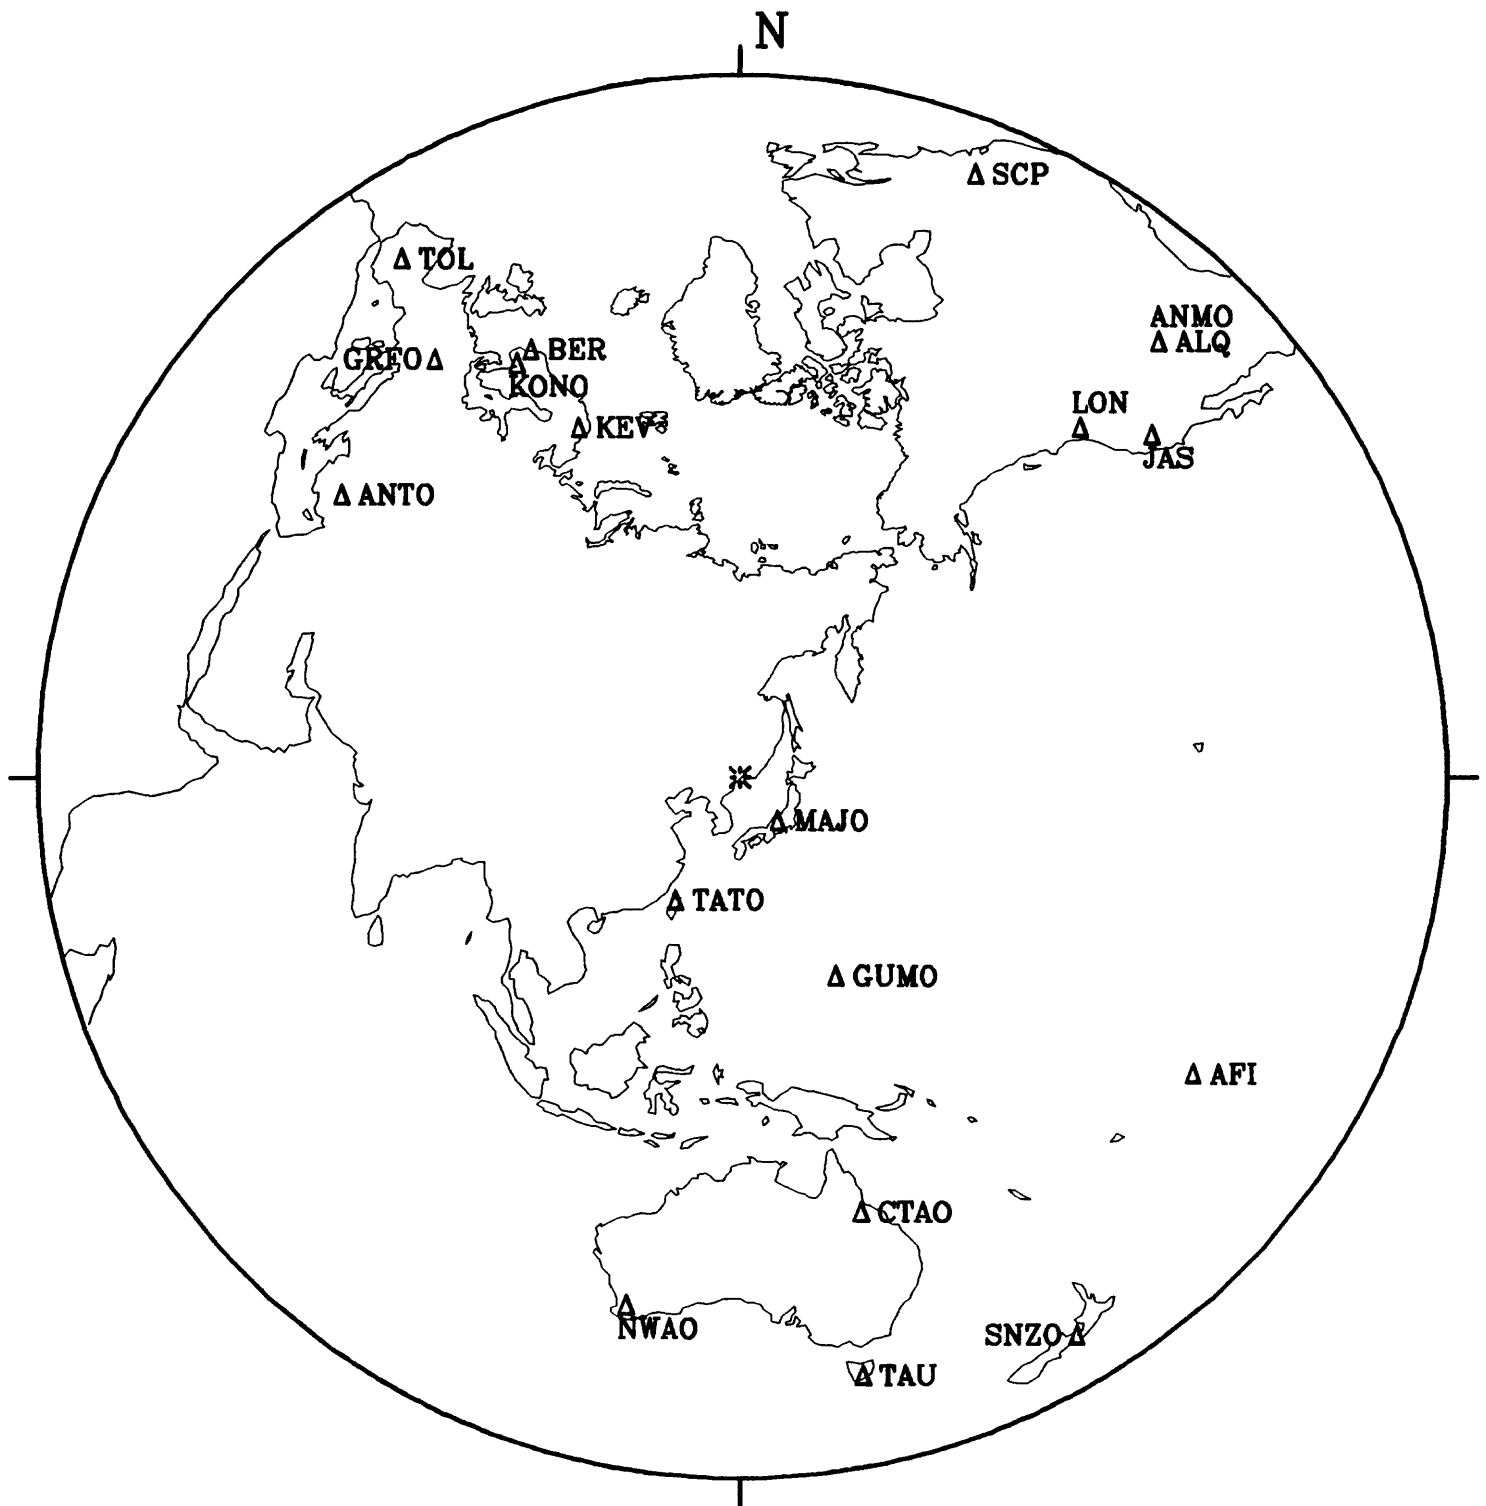 N
SCP
TOL
ANMO
ALQ
BER
GRFO
KONO
LON
KEV
JAS
ANTO
MAJO
TATO
GUMO
AFI
CTAO
NWAO
SNZO
TAU